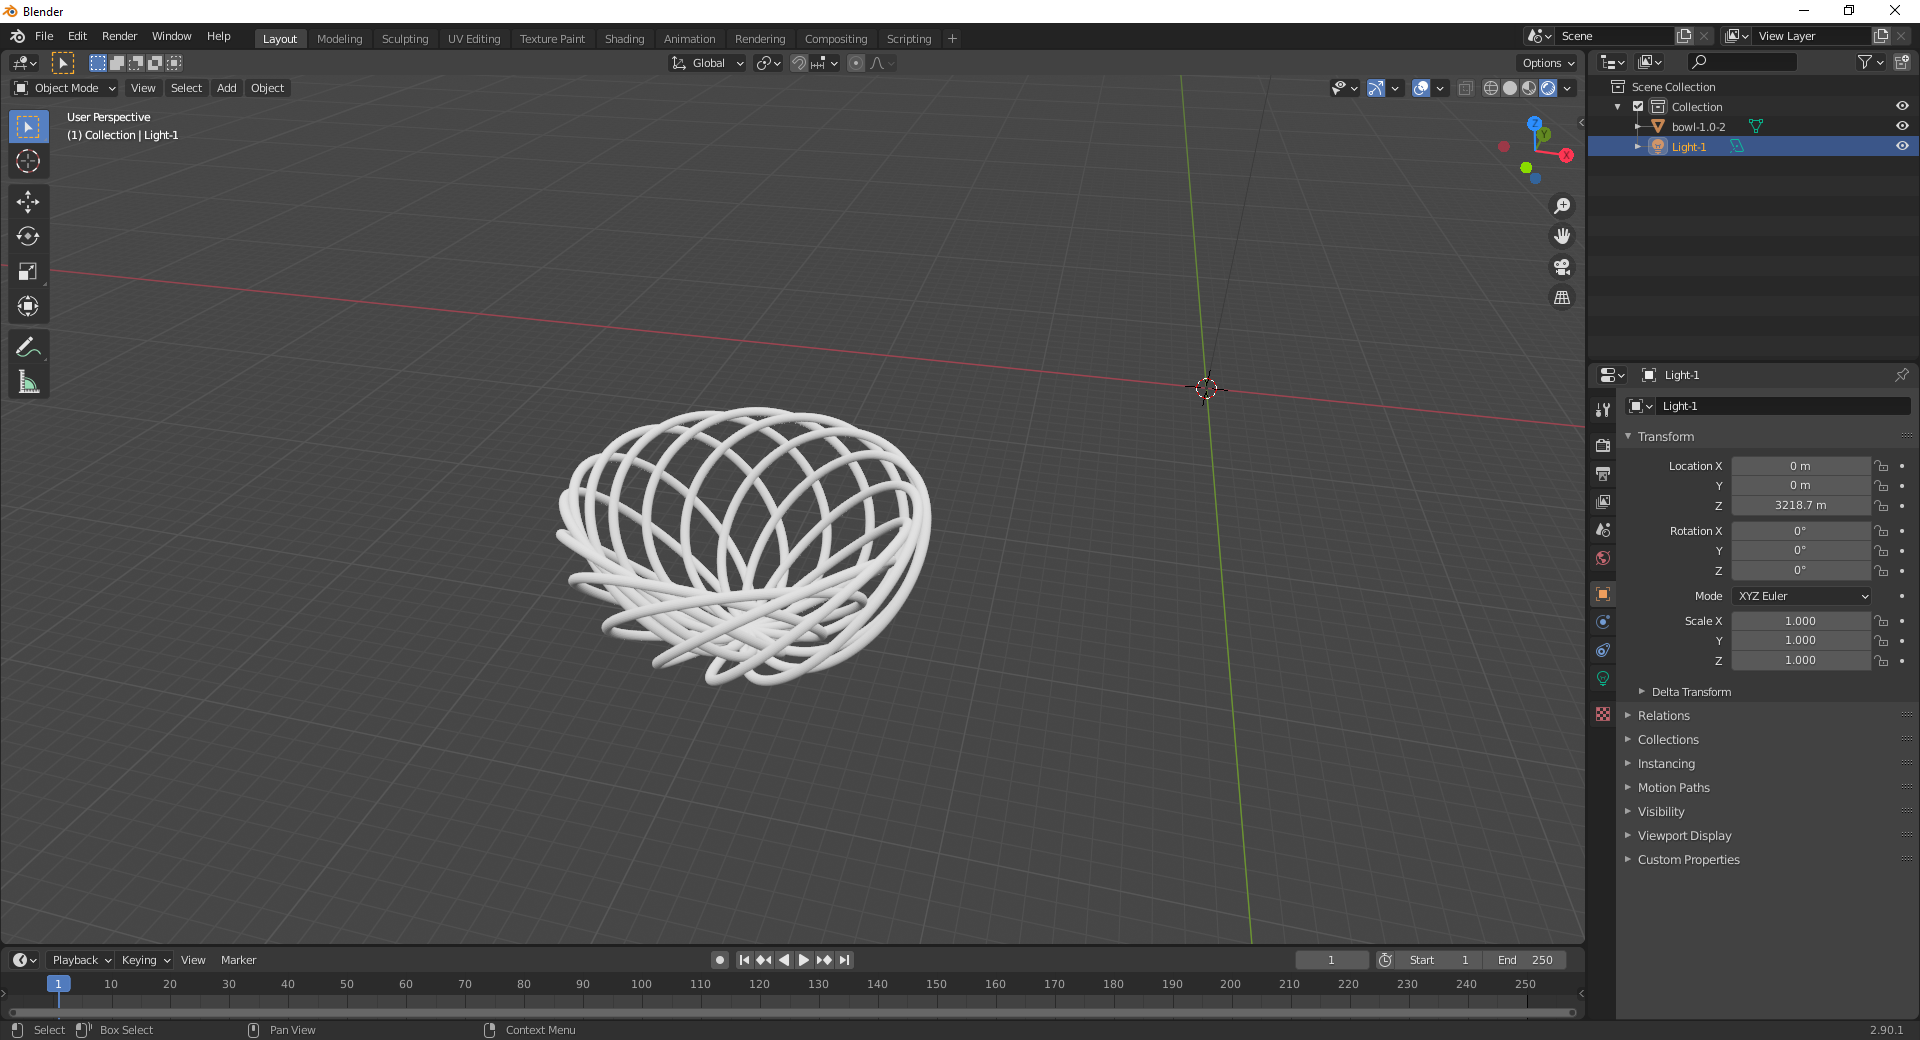 Blender
File Edit Render Window Help Layout Modeling Sculpting UV Editing Texture Paint Shading Animation Rendering Compositing Scripting + Scene View Layer
Global Options
Object Mode View Select Add Object
User Perspective
(1) Collection | Light-1
Z
Y
X
Scene Collection
Collection
bowl-1.0-2
Light-1
Light-1
Light-1
Transform
Location X 0 m
Y 0 m
Z 3218.7 m
Rotation X 0°
Y 0°
Z 0°
Mode XYZ Euler
Scale X 1.000
Y 1.000
Z 1.000
Delta Transform
Relations
Collections
Instancing
Motion Paths
Visibility
Viewport Display
Custom Properties
Playback Keying View Marker 1 Start 1 End 250
1 10 20 30 40 50 60 70 80 90 100 110 120 130 140 150 160 170 180 190 200 210 220 230 240 250
Select Box Select Pan View Context Menu 2.90.1